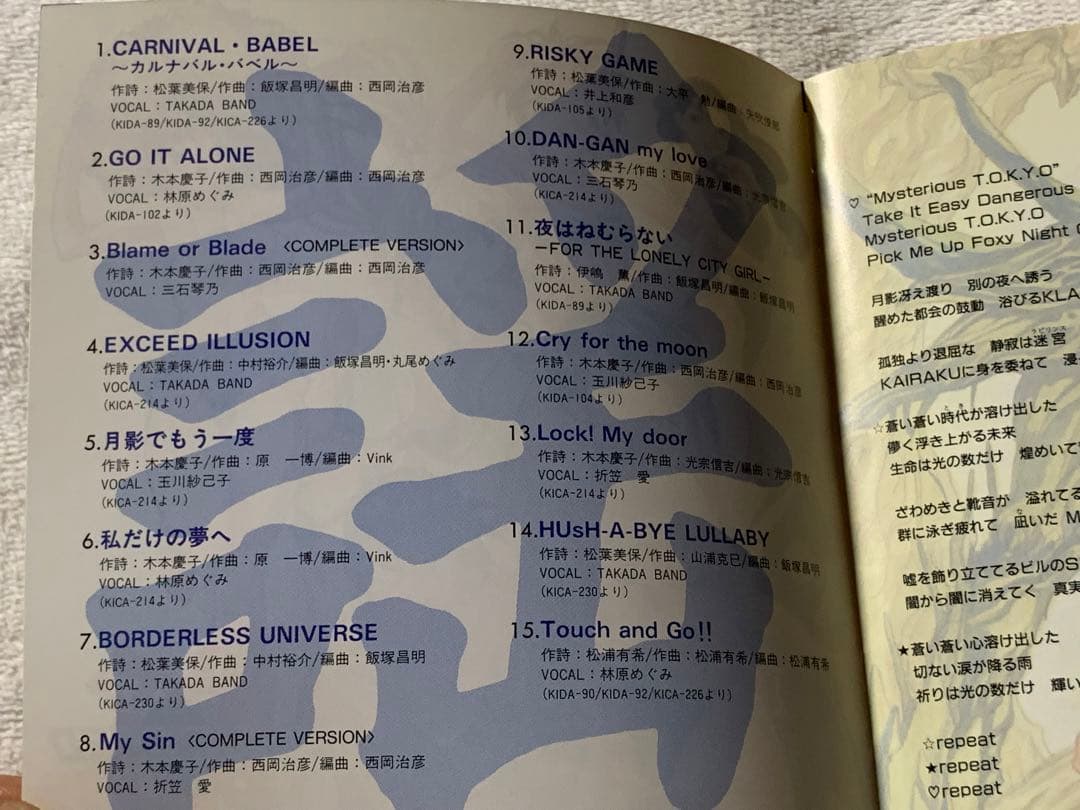 1.CARNIVAL・BABEL
～カルナバル・バベル～
作詩：松葉美保/作曲：飯塚昌明/編曲：西岡治彦
VOCAL：TAKADA BAND
(KIDA-89/KIDA-92/KICA-226より)
2.GO IT ALONE
作詩：木本慶子/作曲：西岡治彦/編曲：西岡治彦
VOCAL：林原めぐみ
(KIDA-102より)
3.Blame or Blade 〈COMPLETE VERSION〉
作詩：木本慶子/作曲：西岡治彦/編曲：西岡治彦
VOCAL：三石琴乃
4.EXCEED ILLUSION
作詩：松葉美保/作曲：中村裕介/編曲：飯塚昌明・丸尾めぐみ
VOCAL：TAKADA BAND
(KICA-214より)
5.月影でもう一度
作詩：木本慶子/作曲：原　一博/編曲：Vink
VOCAL：玉川紗己子
(KICA-214より)
6.私だけの夢へ
作詩：木本慶子/作曲：原　一博/編曲：Vink
VOCAL：林原めぐみ
(KICA-214より)
7.BORDERLESS UNIVERSE
作詩：松葉美保/作曲：中村裕介/編曲：飯塚昌明
VOCAL：TAKADA BAND
(KICA-230より)
8.My Sin 〈COMPLETE VERSION〉
作詩：木本慶子/作曲：西岡治彦/編曲：西岡治彦
VOCAL：折笠　愛
9.RISKY GAME
作詩：松葉美保/作曲：大平　勉/編曲：矢吹俊郎
VOCAL：井上和彦
(KIDA-105より)
10.DAN-GAN my love
作詩：木本慶子/作曲：西岡治彦/編曲：光宗信吉
VOCAL：三石琴乃
(KICA-214より)
11.夜はねむらない
－FOR THE LONELY CITY GIRL－
作詩：伊嶋　薫/作曲：飯塚昌明/編曲：飯塚昌明
VOCAL：TAKADA BAND
(KIDA-89より)
12.Cry for the moon
作詩：木本慶子/作曲：西岡治彦/編曲：西岡治彦
VOCAL：玉川紗己子
(KIDA-104より)
13.Lock! My door
作詩：木本慶子/作曲：光宗信吉/編曲：光宗信吉
VOCAL：折笠　愛
(KICA-214より)
14.HUsH-A-BYE LULLABY
作詩：松葉美保/作曲：山浦克巳/編曲：飯塚昌明
VOCAL：TAKADA BAND
(KICA-230より)
15.Touch and Go!!
作詩：松浦有希/作曲：松浦有希/編曲：松浦有希
VOCAL：林原めぐみ
(KIDA-90/KIDA-92/KICA-226より)
♡ “Mysterious T.O.K.Y.O”
Take It Easy Dangerous
Mysterious T.O.K.Y.O
Pick Me Up Foxy Night
月影冴え渡り　別の夜へ誘う
醒めた都会の鼓動　浴びるKLA
孤独より退屈な　静寂は迷宮
ラビリンス
KAIRAKUに身を委ねて　浸
☆蒼い蒼い時代が溶け出した
とき
儚く浮き上がる未来
生命は光の数だけ　煌めいて
ざわめきと靴音が　溢れてる
群に泳ぎ疲れて　凪いだ M
な
嘘を飾り立ててるビルのS
闇から闇に消えてく　真実
★蒼い蒼い心溶け出した
切ない涙が降る雨
祈りは光の数だけ　輝い
☆repeat
★repeat
♡repeat